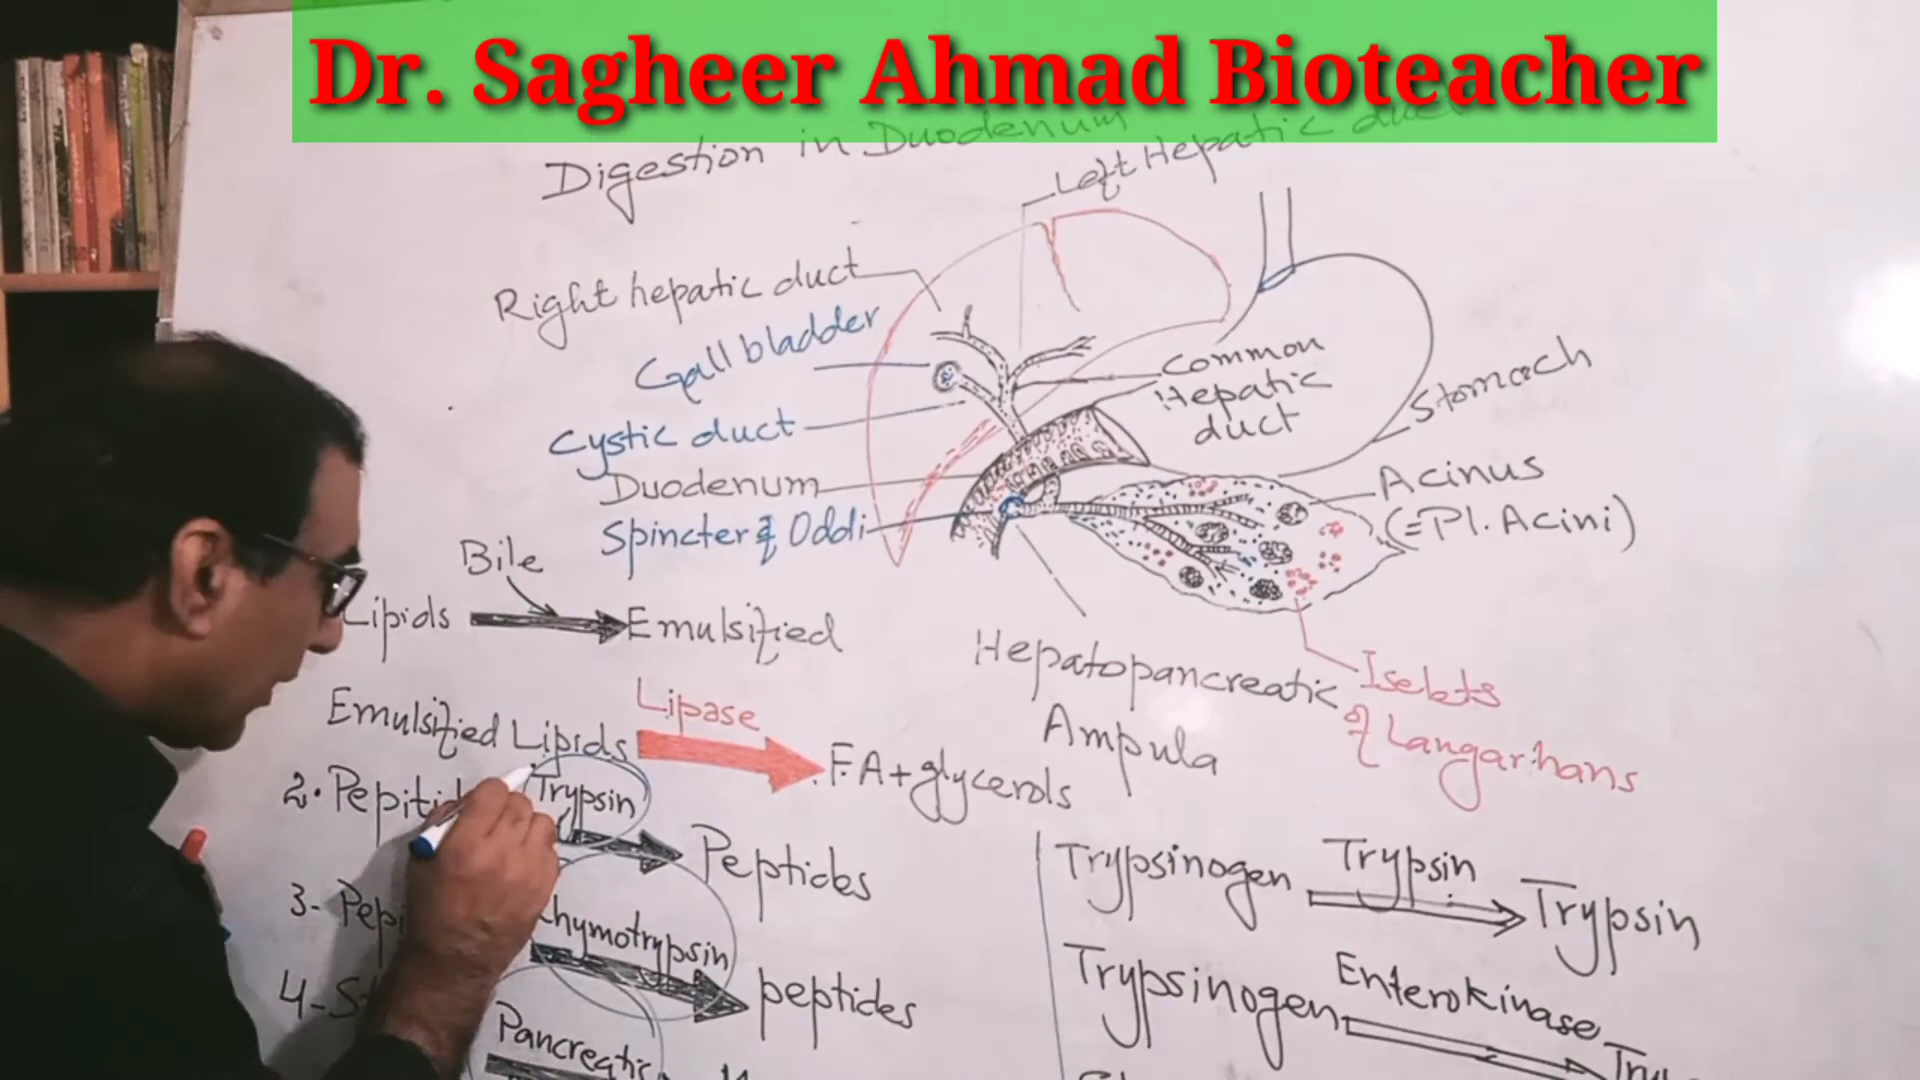 Dr. Sagheer Ahmad Bioteacher
Digestion in Duodenum
Left Hepatic duct
Right hepatic duct
Gall bladder
Common
Hepatic
duct
Stomach
Cystic duct
Duodenum
Acinus
(=Pl. Acini)
Spincter of Oddi
Bile
Lipids
Emulsified
Hepatopancreatic
Ampula
Iselets
of Langarhans
Emulsified Lipids
Lipase
F.A+glycerols
2.
Trypsin
Peptides
3-
Chymotrypsin
peptides
4-
Pancreatic
Trypsinogen
Trypsin
Trypsin
Trypsinogen
Enterokinase